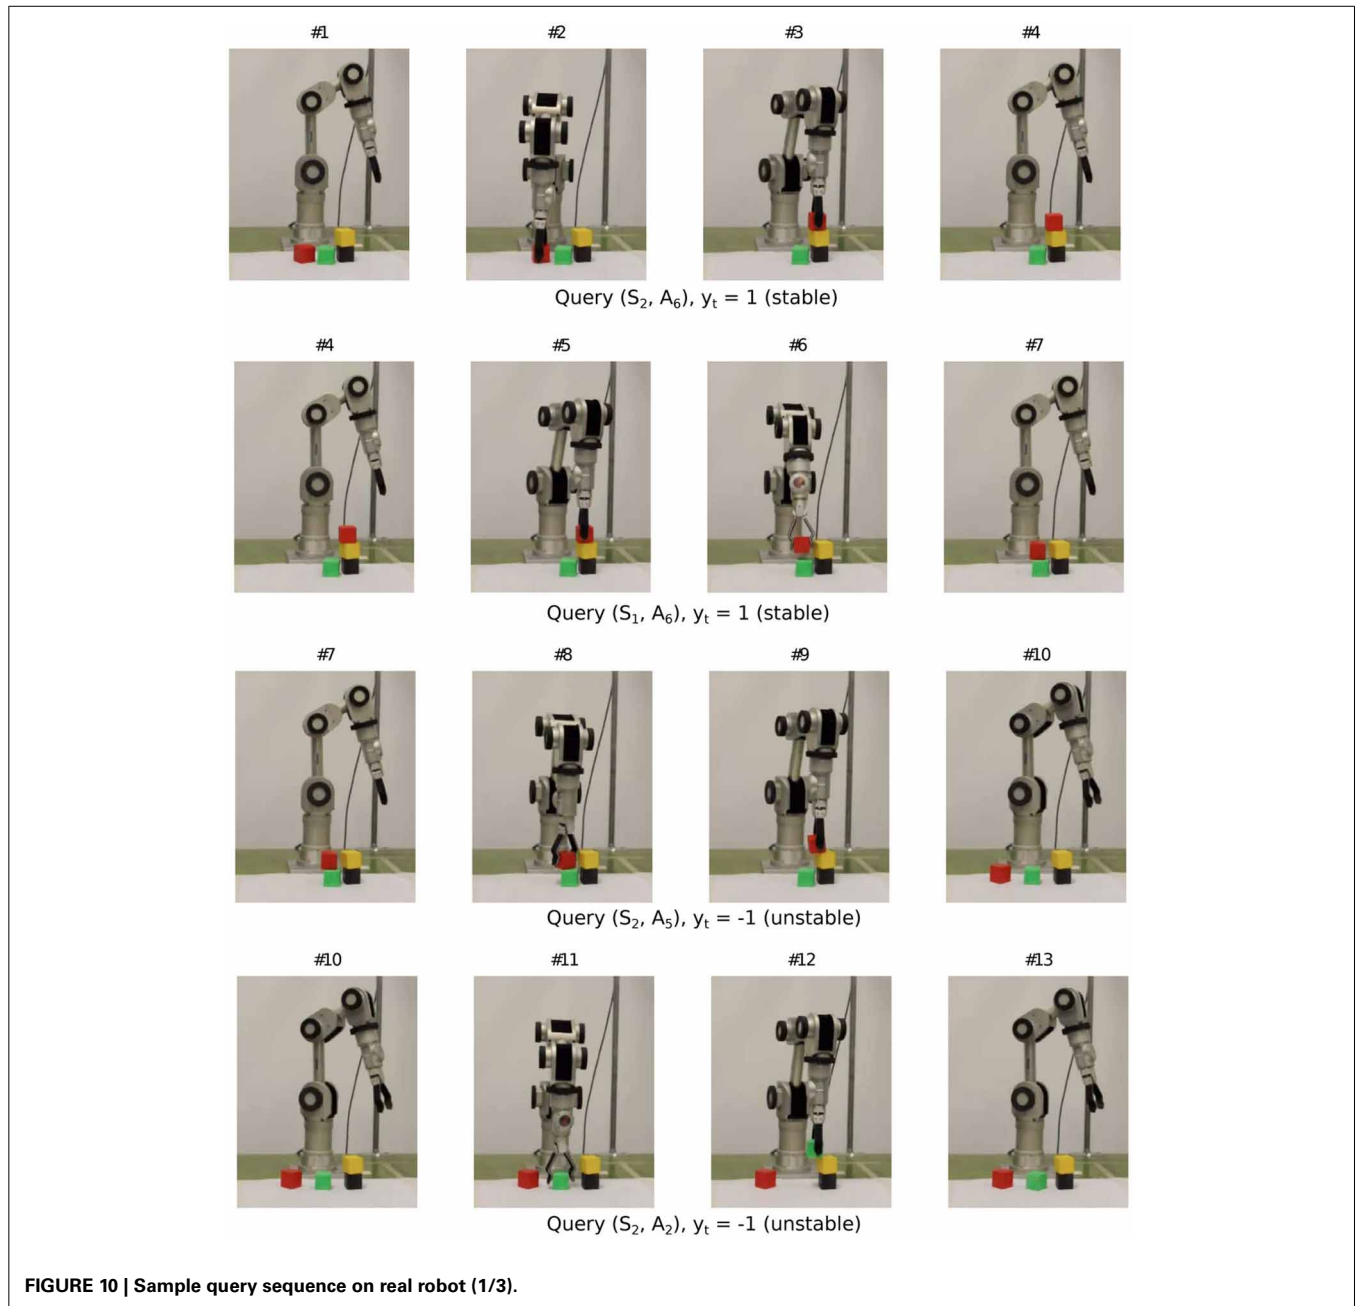 #1 #2 #3 #4
Query (S₂, A₆), yₜ = 1 (stable)
#4 #5 #6 #7
Query (S₁, A₆), yₜ = 1 (stable)
#7 #8 #9 #10
Query (S₂, A₅), yₜ = -1 (unstable)
#10 #11 #12 #13
Query (S₂, A₂), yₜ = -1 (unstable)
FIGURE 10 | Sample query sequence on real robot (1/3).